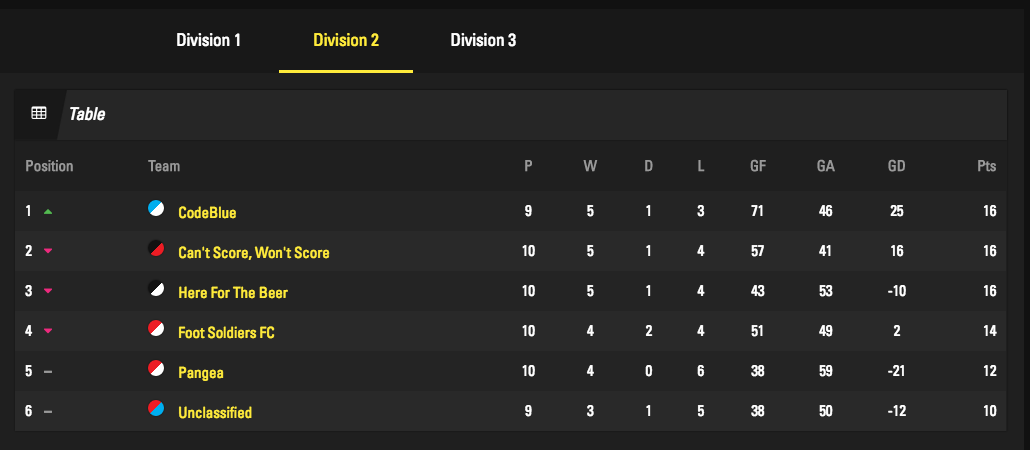 Division 1 Division 2 Division 3
Table
Position Team P W D L GF GA GD Pts
1 CodeBlue 9 5 1 3 71 46 25 16
2 Can't Score, Won't Score 10 5 1 4 57 41 16 16
3 Here For The Beer 10 5 1 4 43 53 -10 16
4 Foot Soldiers FC 10 4 2 4 51 49 2 14
5 – Pangea 10 4 0 6 38 59 -21 12
6 – Unclassified 9 3 1 5 38 50 -12 10